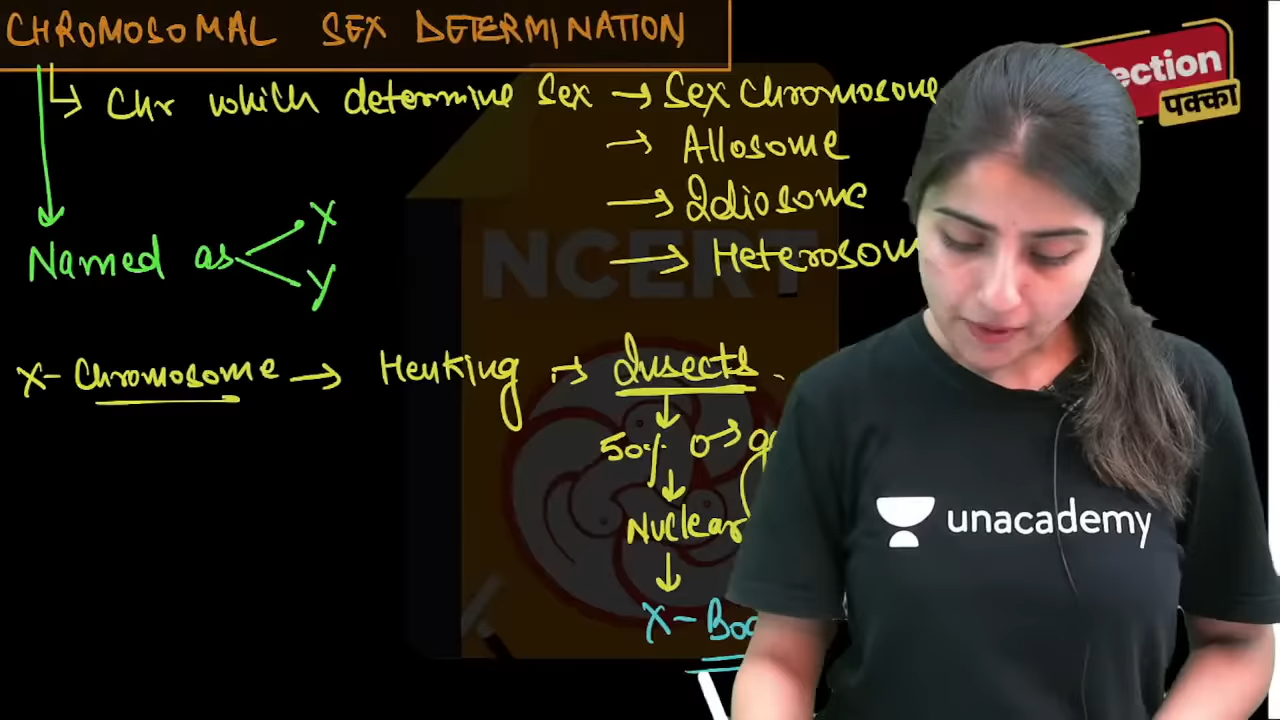 CHROMOSOMAL SEX DETERMINATION
Chr which determine Sex → Sex Chromosome
→ Allosome
→ Idiosome
→ Heterosom
Named as X
Y
X- Chromosome → Henking → Insects
50% ♂ g
Nuclear
X- Bo
NCERT
ection
पक्का
unacademy